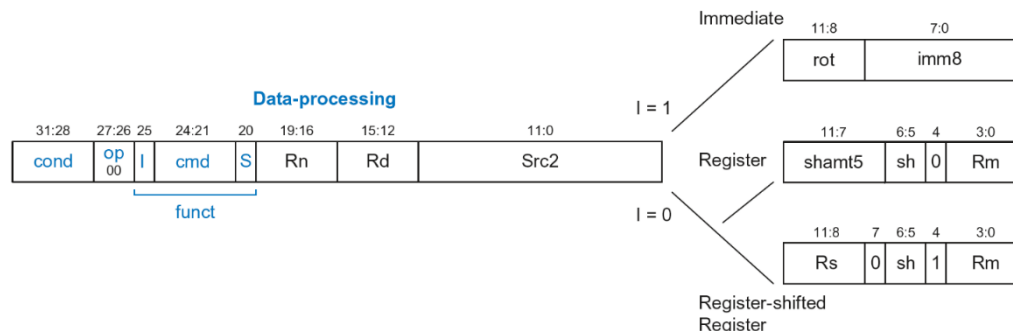 Immediate
11:8 7:0
rot imm8
Data-processing
I = 1
31:28 27:26 25 24:21 20 19:16 15:12 11:0
cond op 00 I cmd S Rn Rd Src2
funct
I = 0
Register
11:7 6:5 4 3:0
shamt5 sh 0 Rm
11:8 7 6:5 4 3:0
Rs 0 sh 1 Rm
Register-shifted
Register